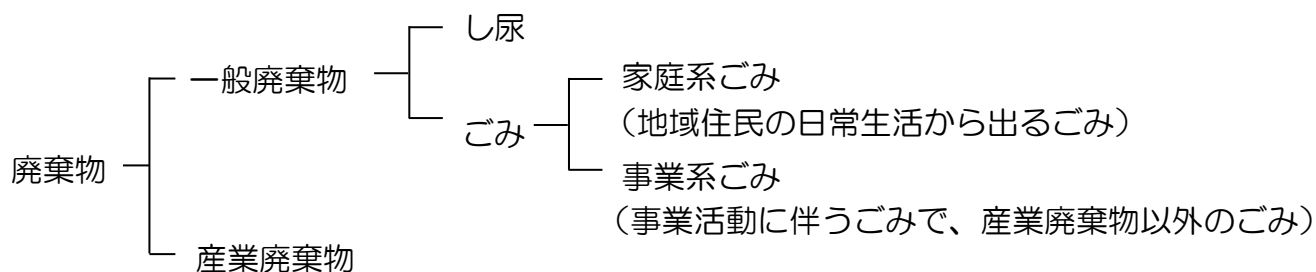 し尿
一般廃棄物
家庭系ごみ
(地域住民の日常生活から出るごみ)
ごみ
廃棄物
事業系ごみ
(事業活動に伴うごみで、産業廃棄物以外のごみ)
産業廃棄物